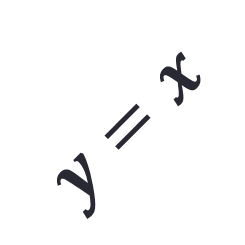 y = x